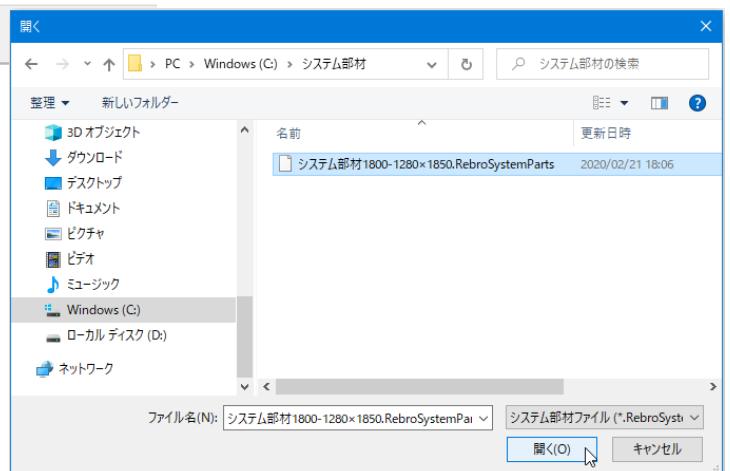 開く
PC › Windows (C:) › システム部材
システム部材の検索
整理 ▼ 新しいフォルダー
名前 更新日時
3D オブジェクト
システム部材1800-1280×1850.RebroSystemParts 2020/02/21 18:06
ダウンロード
デスクトップ
ドキュメント
ピクチャ
ビデオ
ミュージック
Windows (C:)
ローカル ディスク (D:)
ネットワーク
ファイル名(N): システム部材1800-1280×1850.RebroSystemPar システム部材ファイル (*.RebroSyste
開く(O) キャンセル